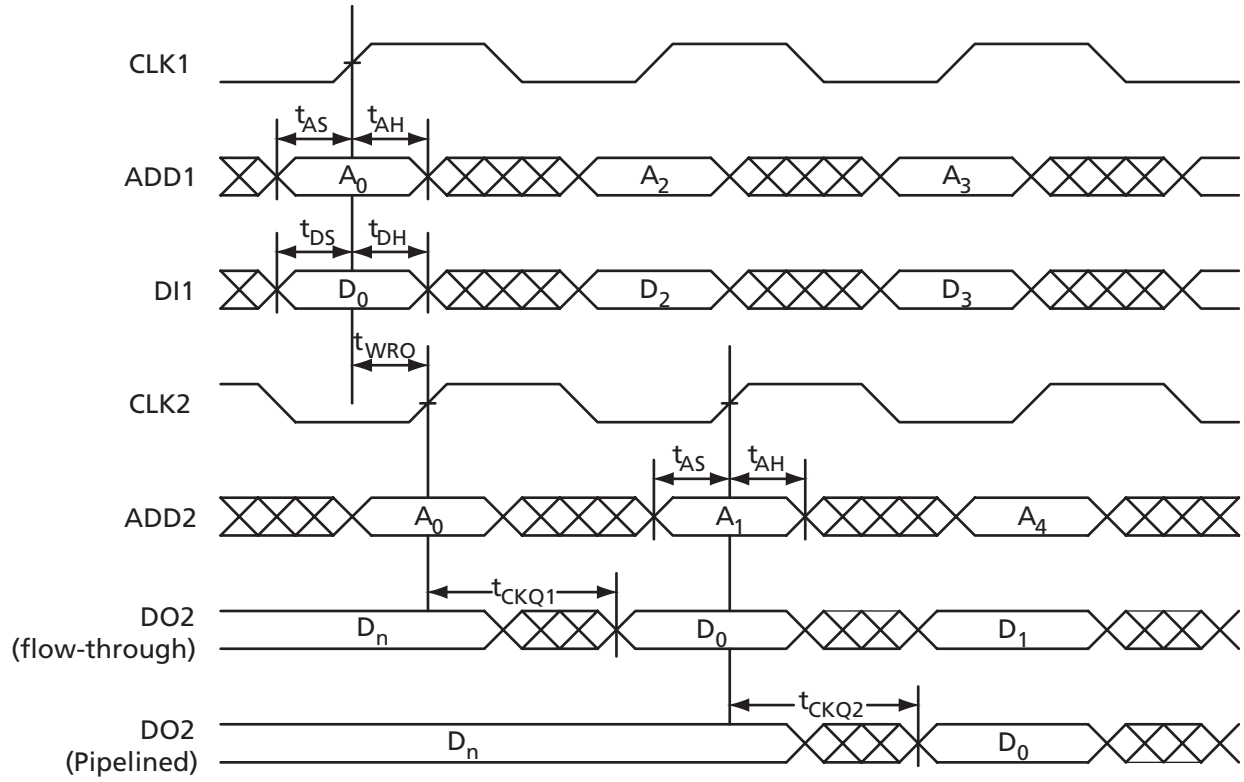 CLK1
tAS tAH
ADD1 A0 A2 A3
tDS tDH
DI1 D0 D2 D3
tWRO
CLK2
tAS tAH
ADD2 A0 A1 A4
tCKQ1
DO2
(flow-through)
Dn D0 D1
tCKQ2
DO2
(Pipelined)
Dn D0